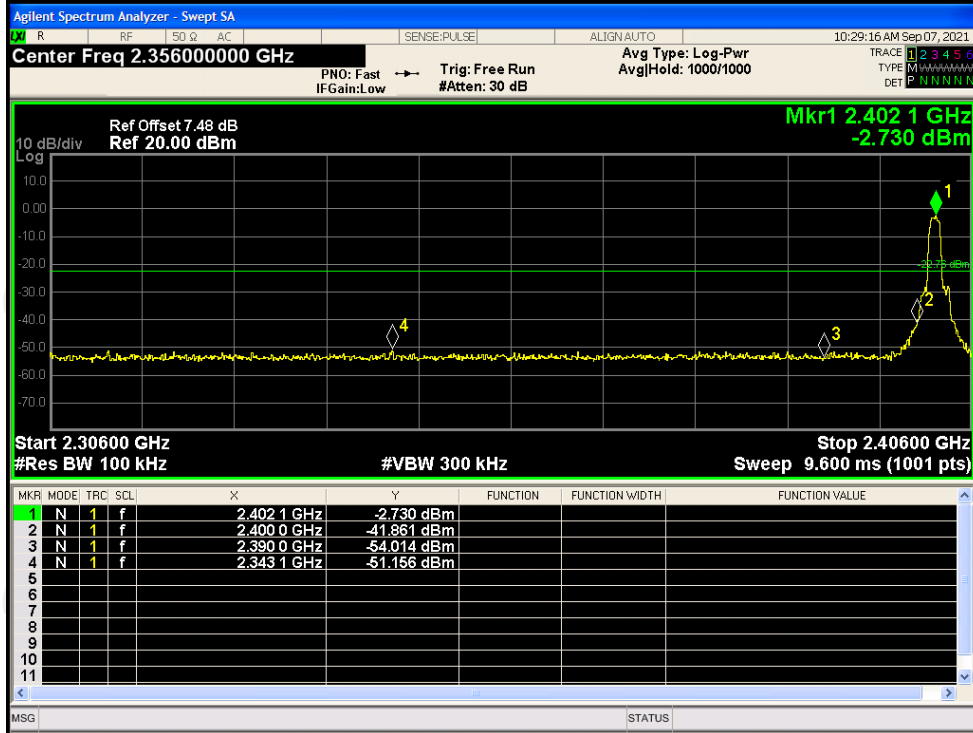 Agilent Spectrum Analyzer - Swept SA
LXI R RF 50 Ω AC SENSE:PULSE ALIGN AUTO 10:29:16 AM Sep 07, 2021
Center Freq 2.356000000 GHz
PNO: Fast
IFGain:Low
Trig: Free Run
#Atten: 30 dB
Avg Type: Log-Pwr
Avg|Hold: 1000/1000
TRACE 1 2 3 4 5 6
TYPE M W W W W W
DET P N N N N N
Mkr1 2.402 1 GHz
-2.730 dBm
Ref Offset 7.48 dB
10 dB/div Ref 20.00 dBm
Log
10.0
0.00
-10.0
-20.0
-30.0
-40.0
-50.0
-60.0
-70.0
1
-22.75 dBm
2
3
4
Start 2.30600 GHz Stop 2.40600 GHz
#Res BW 100 kHz #VBW 300 kHz Sweep 9.600 ms (1001 pts)
MKR MODE TRC SCL X Y FUNCTION FUNCTION WIDTH FUNCTION VALUE
1 N 1 f 2.402 1 GHz -2.730 dBm
2 N 1 f 2.400 0 GHz -41.861 dBm
3 N 1 f 2.390 0 GHz -54.014 dBm
4 N 1 f 2.343 1 GHz -51.156 dBm
5
6
7
8
9
10
11
MSG STATUS